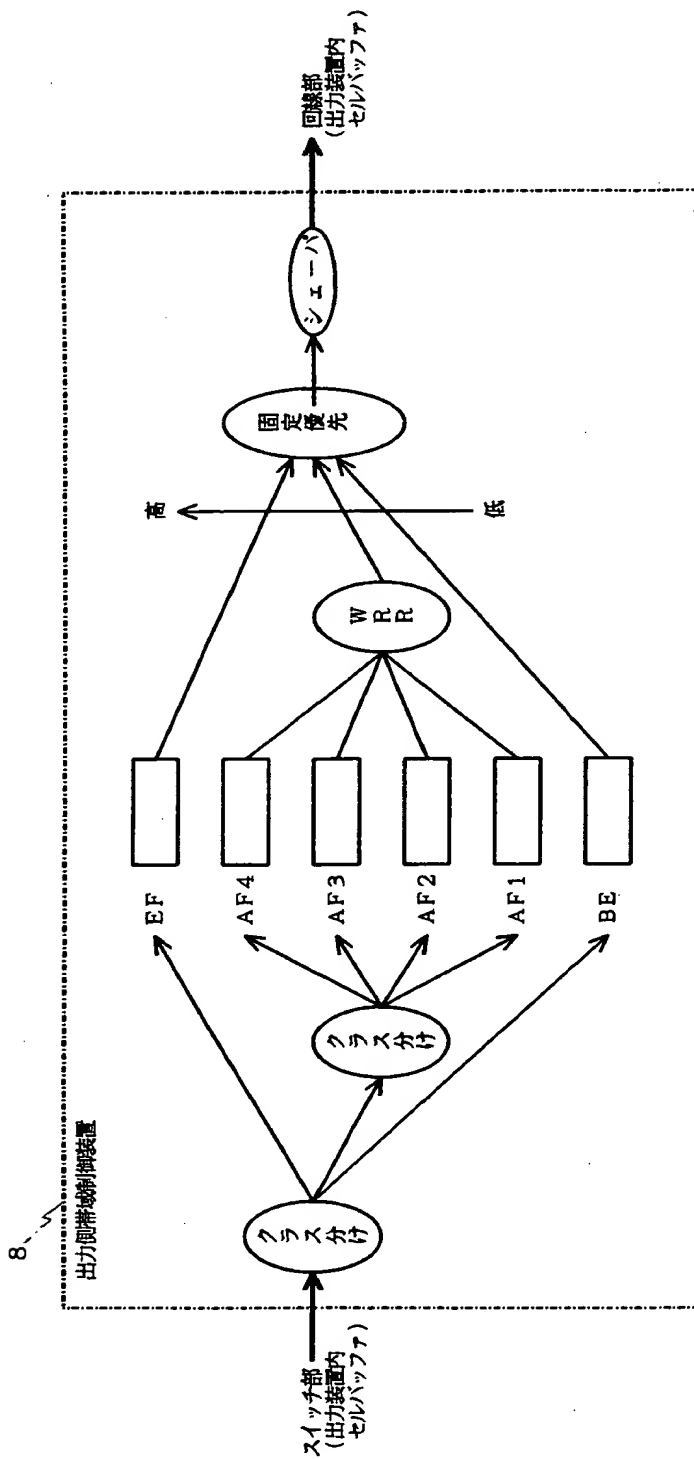 8
出力側帯域制御装置
スイッチ部
(出力装置内
セルバッファ)
クラス分け
クラス分け
EF
AF4
AF3
AF2
AF1
BE
WRR
高
低
固定優先
シェーパ
回線部
(出力装置内
セルバッファ)